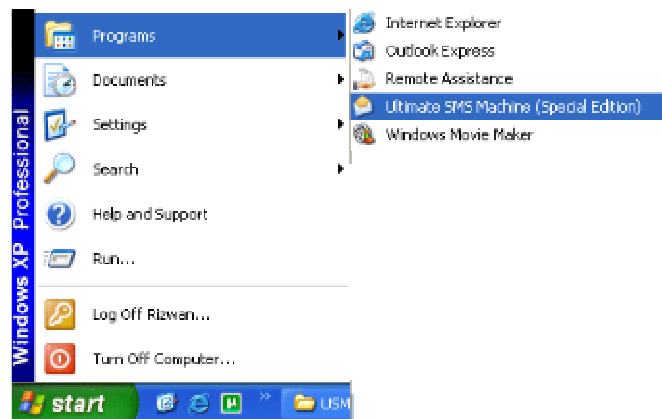 Windows XP Professional
Programs
Documents
Settings
Search
Help and Support
Run...
Log Off Rizwan...
Turn Off Computer...
Internet Explorer
Outlook Express
Remote Assistance
Ultimate SMS Machine (Special Edition)
Windows Movie Maker
start
USM